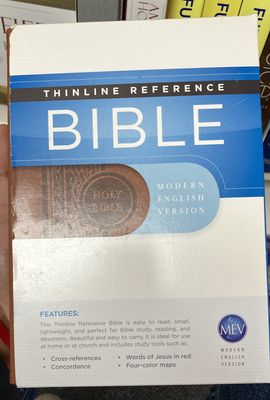 THINLINE REFERENCE
BIBLE
MODERN
ENGLISH
VERSION
HOLY
BIBLE
FEATURES:
This Thinline Reference Bible is easy to read, small,
lightweight, and perfect for Bible study, reading, and
devotions. Beautiful and easy to carry, it is ideal for use
at home or at church and includes study tools such as:
• Cross-references
• Concordance
• Words of Jesus in red
• Four-color maps
MEV
MODERN
ENGLISH
VERSION